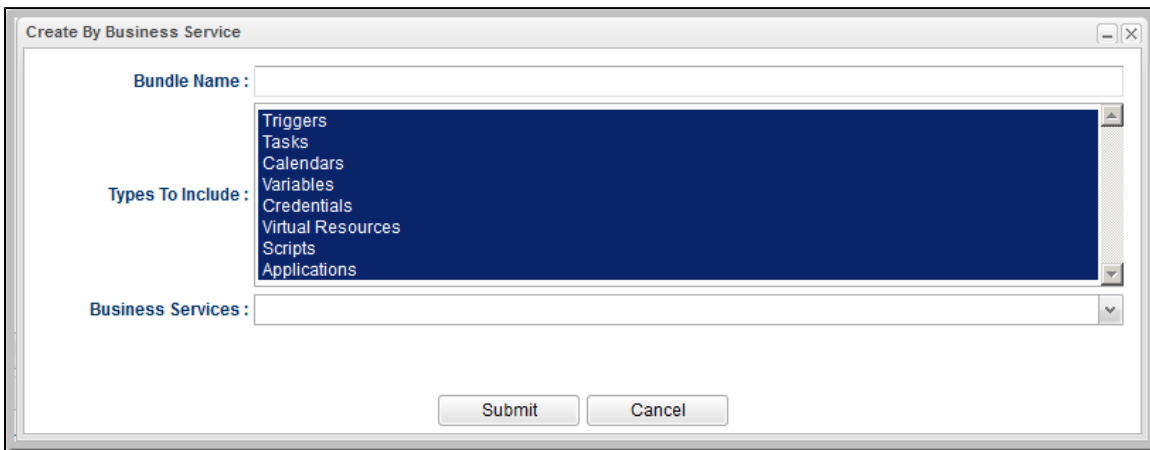 Create By Business Service
Bundle Name :
Types To Include :
Triggers
Tasks
Calendars
Variables
Credentials
Virtual Resources
Scripts
Applications
Business Services :
Submit
Cancel